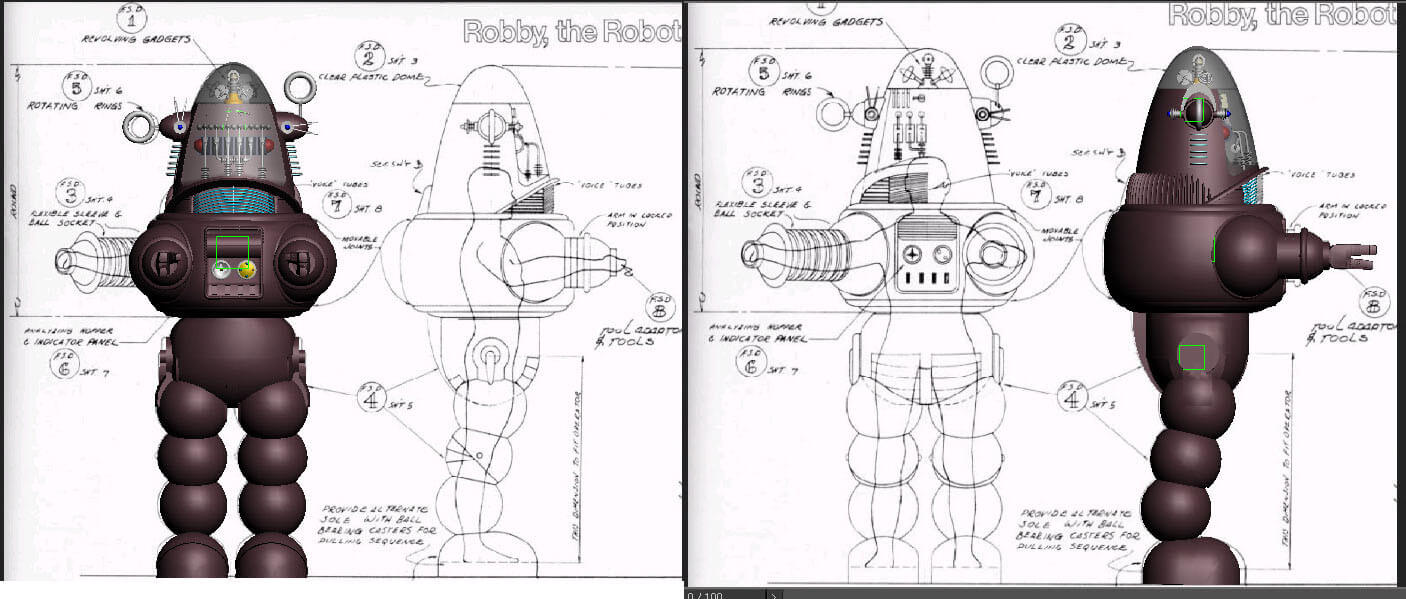 F.S.D
1
REVOLVING GADGETS
Robby, the Robot
F.S.D
2 SHT 3
CLEAR PLASTIC DOME
F.S.D
5 SHT 6
ROTATING RINGS
SEE SHT 3
"VOICE" TUBES
F.S.D
3 SHT. 4
FLEXIBLE SLEEVE &
BALL SOCKET
"VOICE" TUBES
7 SHT 8
ARM IN LOCKED
POSITION
MOVABLE
JOINTS
F.S.D
8
TOOL ADAPTO
& TOOLS
ANALYZING HOPPER
& INDICATOR PANEL
F.S.D
6 SHT 7
F.S.D
4 SHT 5
THIS DIMENSION TO FIT OPERATOR
PROVIDE ALTERNATE
SOLE WITH BALL
BEARING CASTERS FOR
PULLING SEQUENCE
1
REVOLVING GADGETS
Robby, the Robot
F.S.D
2 SHT 3
CLEAR PLASTIC DOME
F.S.D
5 SHT 6
ROTATING RINGS
SEE SHT 3
"VOICE" TUBES
F.S.D
3 SHT. 4
FLEXIBLE SLEEVE &
BALL SOCKET
"VOICE" TUBES
F.S.D
7 SHT 8
ARM IN LOCKED
POSITION
MOVABLE
JOINTS
F.S.D
8
TOOL ADAPTOR
& TOOLS
ANALYZING HOPPER
& INDICATOR PANEL
F.S.D
6 SHT 7
F.S.D
4 SHT 5
THIS DIMENSION TO FIT OPERATOR
PROVIDE ALTERNATE
SOLE WITH BALL
BEARING CASTERS FOR
PULLING SEQUENCE
0 / 100